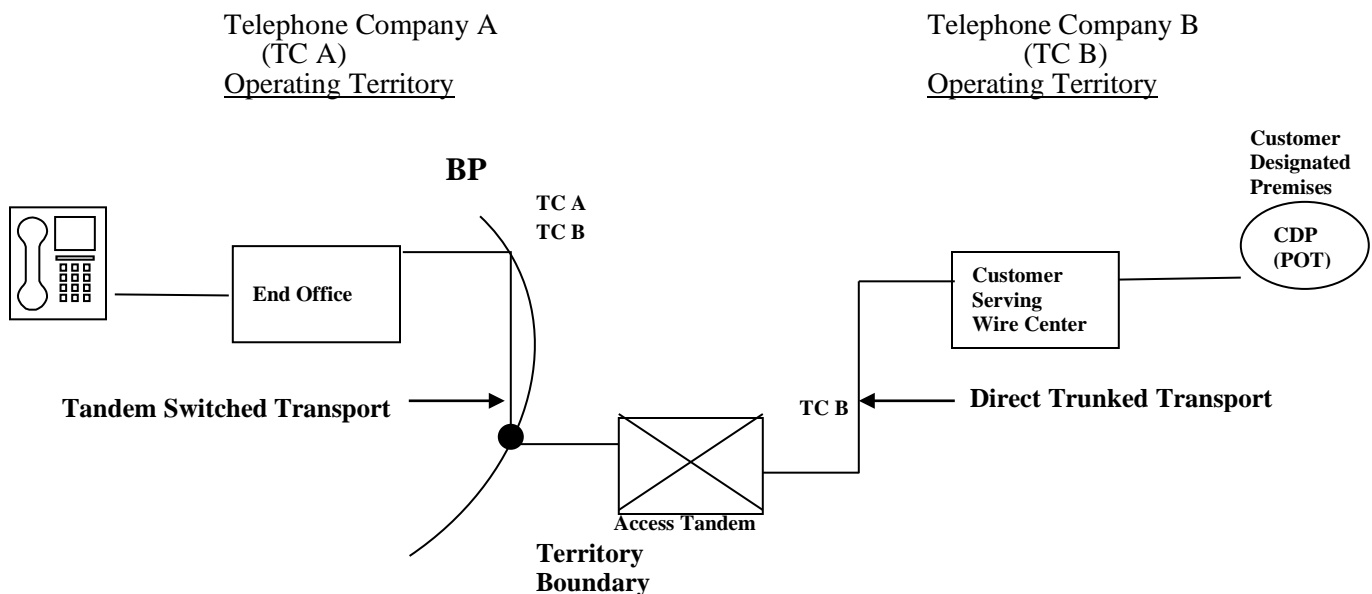 Telephone Company A
(TC A)
Operating Territory
Telephone Company B
(TC B)
Operating Territory
Customer
Designated
Premises
BP
TC A
TC B
CDP
(POT)
End Office
Customer
Serving
Wire Center
Tandem Switched Transport
TC B
Direct Trunked Transport
Access Tandem
Territory
Boundary